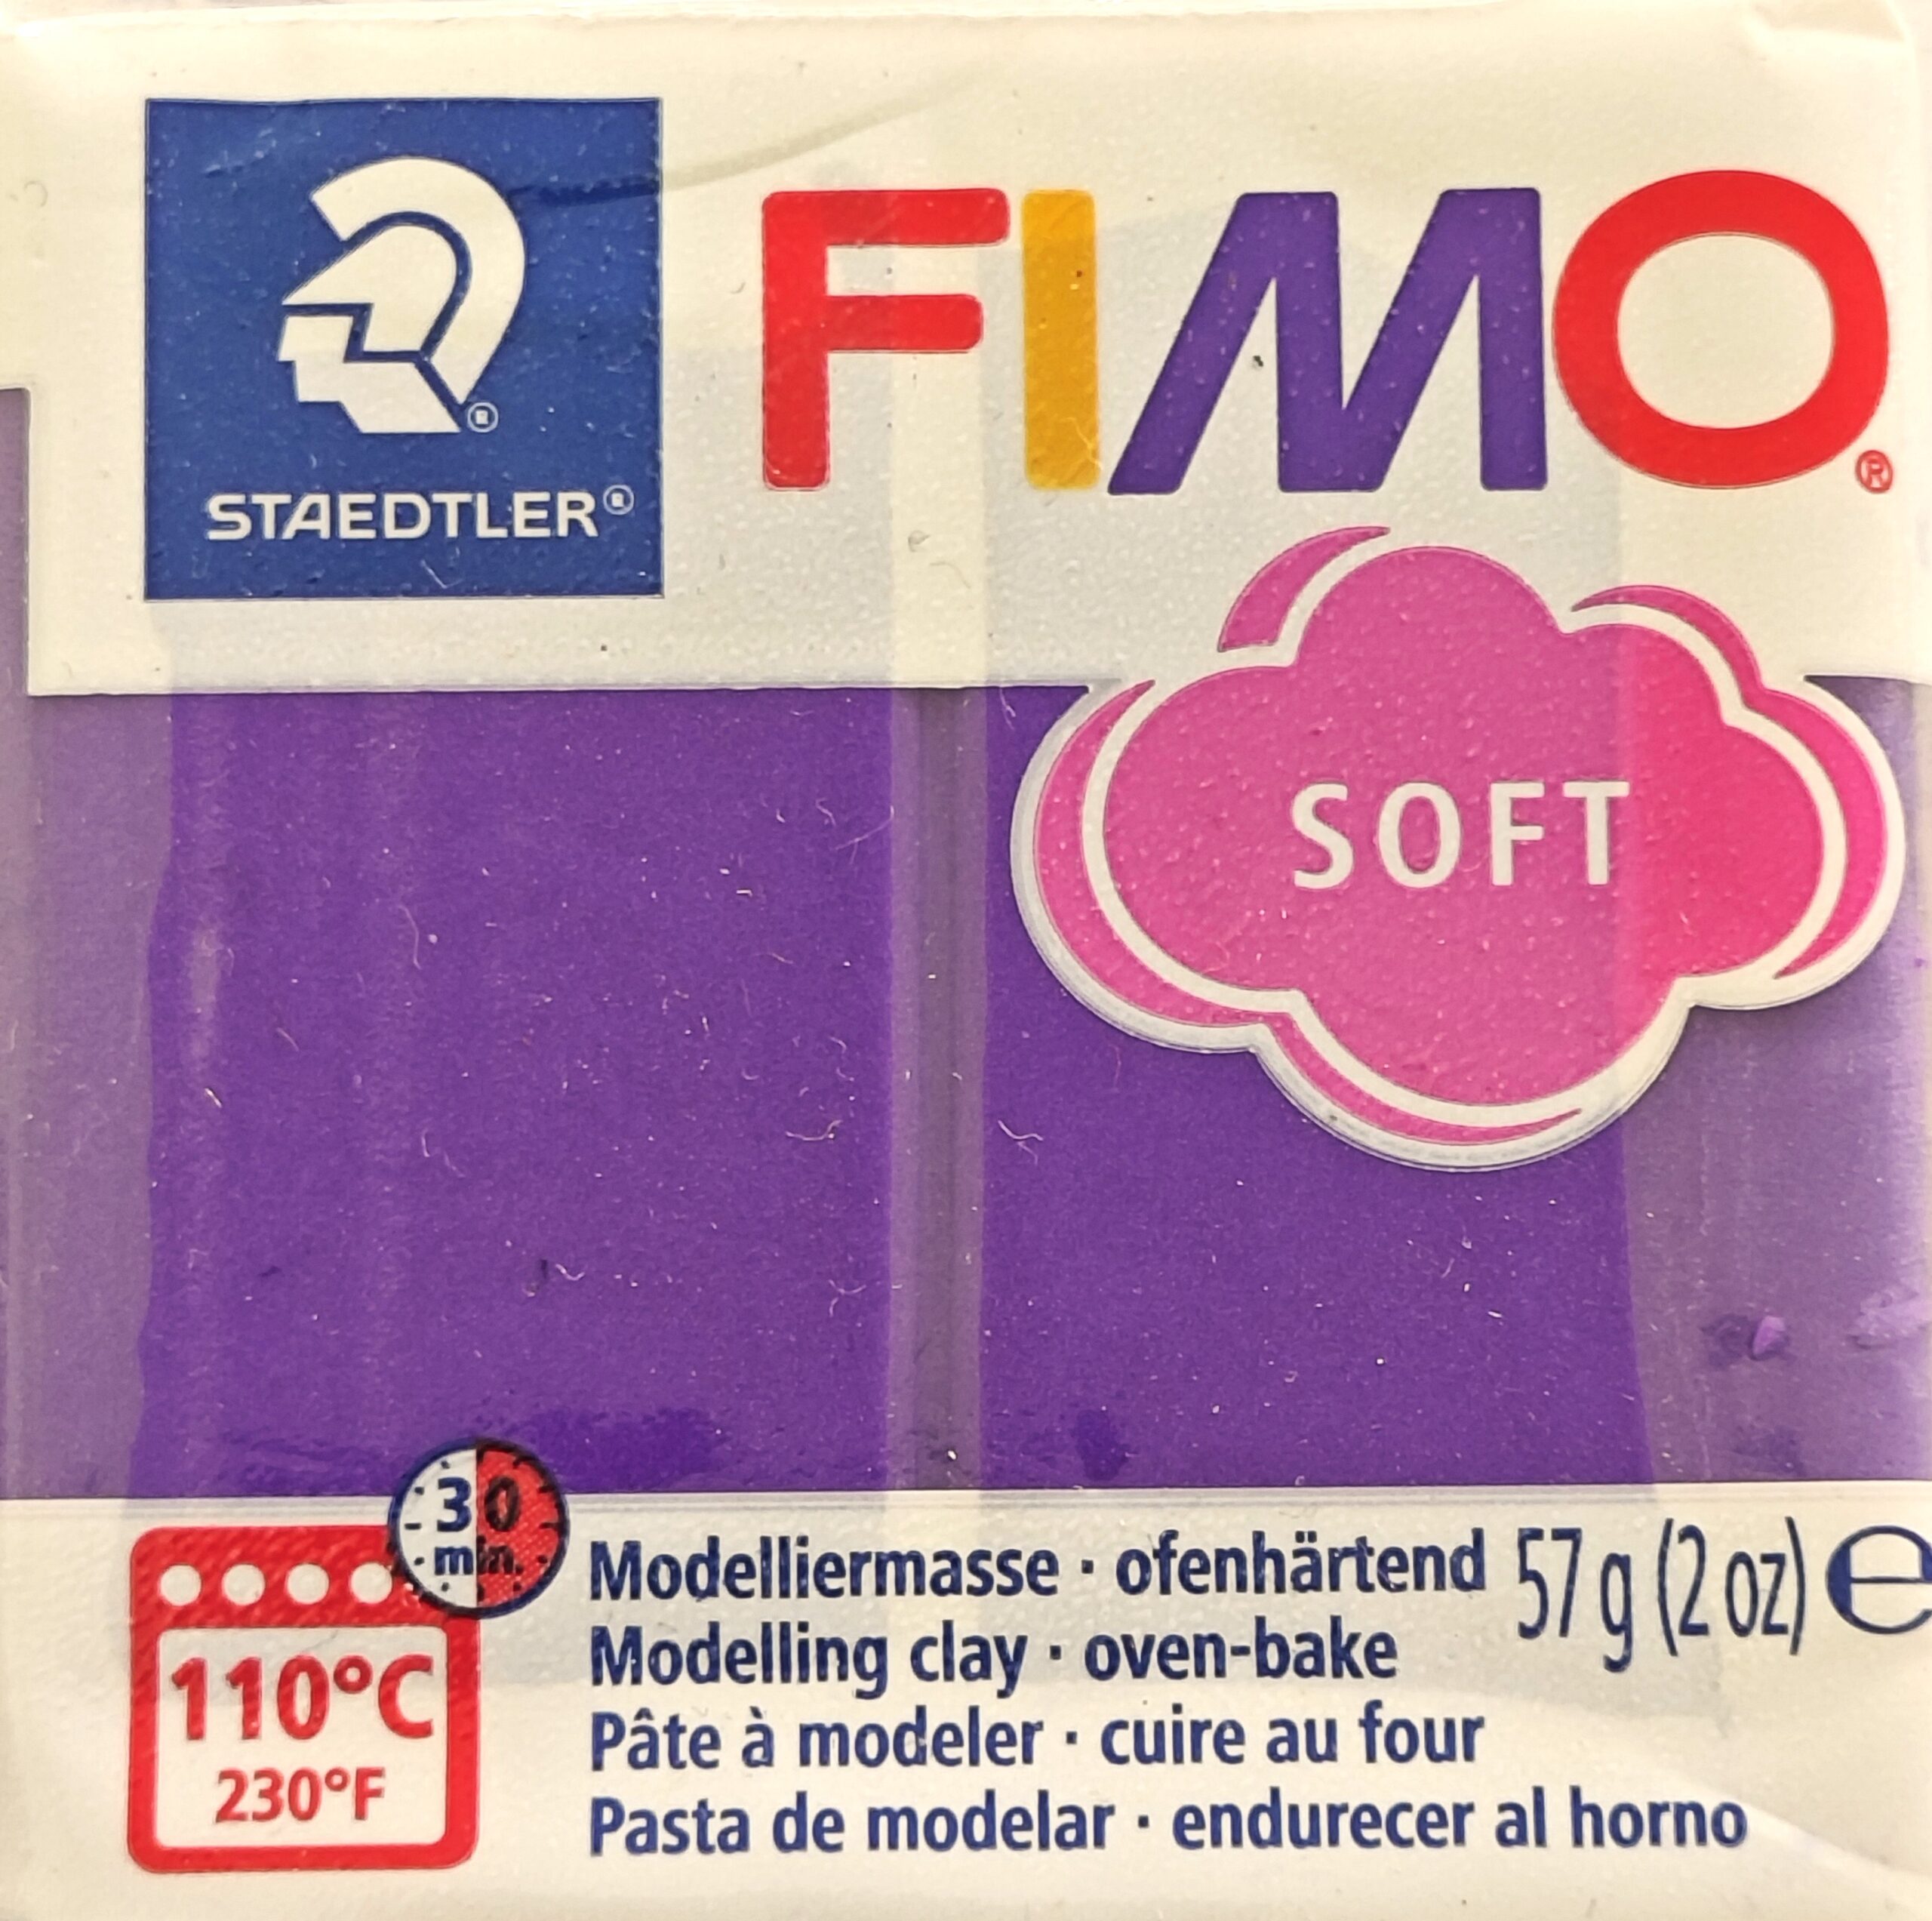 STAEDTLER®
FIMO®
SOFT
30
min.
110°C
230°F
Modelliermasse · ofenhärtend
57 g (2 oz) ℮
Modelling clay · oven-bake
Pâte à modeler · cuire au four
Pasta de modelar · endurecer al horno